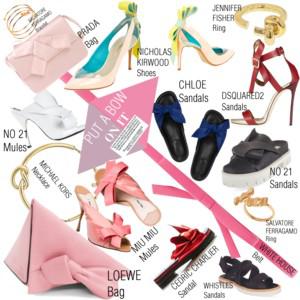 SALVATORE
FERRAGAMO
Bracelet
PRADA
Bag
NICHOLAS
KIRWOOD
Shoes
JENNIFER
FISHER
Ring
CHLOE
Sandals
DSQUARED2
Sandals
NO 21
Mules
PUT A BOW
ON IT
MICHAEL KORS
Necklace
NO 21
Sandals
MIU MIU
Mules
SALVATORE
FERRAGAMO
Ring
CEDRIC CHARLIER
Sandal
WHITE HOUSE
Belt
LOEWE
Bag
WHISTLES
Sandals